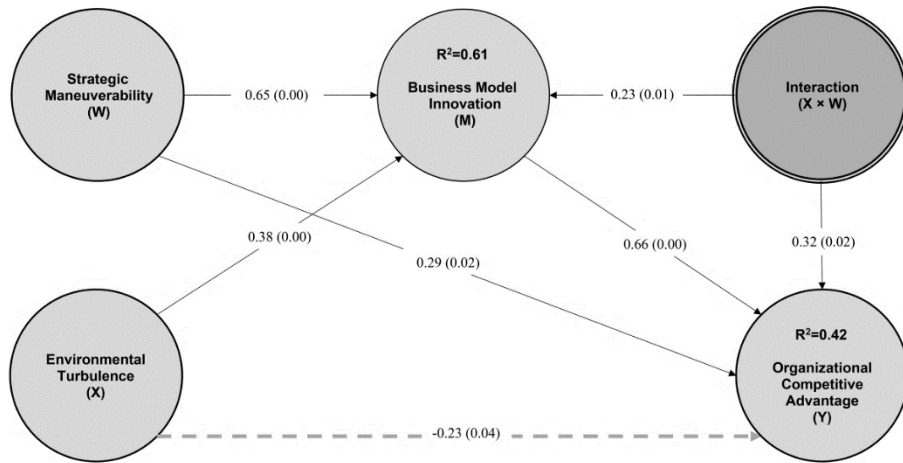 Strategic
Maneuverability
(W)
0.65 (0.00)
R²=0.61
Business Model
Innovation
(M)
0.23 (0.01)
Interaction
(X × W)
0.38 (0.00)
0.29 (0.02)
0.66 (0.00)
0.32 (0.02)
Environmental
Turbulence
(X)
-0.23 (0.04)
R²=0.42
Organizational
Competitive
Advantage
(Y)